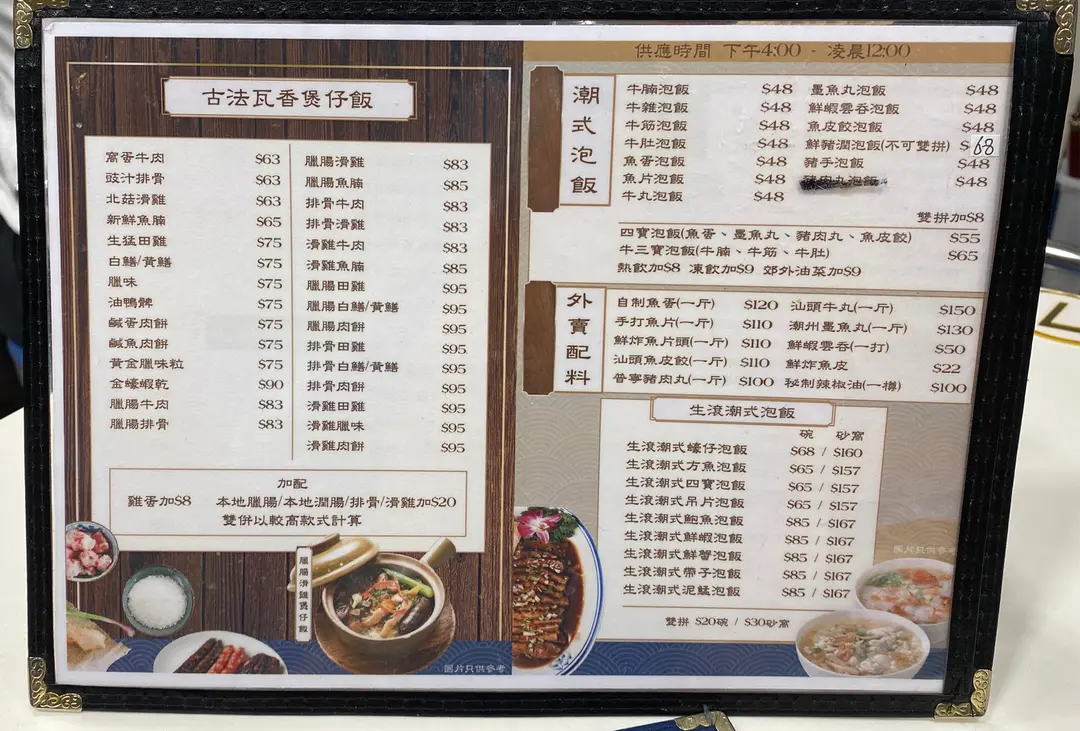 古法瓦香煲仔飯
窩蛋牛肉 $63
豉汁排骨 $63
北菇滑雞 $63
新鮮魚腩 $65
生猛田雞 $75
白鱔/黃鱔 $75
臘味 $75
油鴨髀 $75
鹹蛋肉餅 $75
鹹魚肉餅 $75
黃金臘味粒 $75
金蠔蝦乾 $90
臘腸牛肉 $83
臘腸排骨 $83
臘腸滑雞 $83
臘腸魚腩 $85
排骨牛肉 $83
排骨滑雞 $83
滑雞牛肉 $83
滑雞魚腩 $85
臘腸田雞 $95
臘腸白鱔/黃鱔 $95
臘腸肉餅 $95
排骨田雞 $95
排骨白鱔/黃鱔 $95
排骨肉餅 $95
滑雞田雞 $95
滑雞臘味 $95
滑雞肉餅 $95
加配
雞蛋加$8 本地臘腸/本地潤腸/排骨/滑雞加$20
雙併以較高款式計算
臘腸滑雞煲仔飯
圖片只供參考
供應時間 下午4:00 - 凌晨12:00
潮式泡飯
牛腩泡飯 $48
牛雜泡飯 $48
牛筋泡飯 $48
牛肚泡飯 $48
魚蛋泡飯 $48
魚片泡飯 $48
牛丸泡飯 $48
墨魚丸泡飯 $48
鮮蝦雲吞泡飯 $48
魚皮餃泡飯 $48
鮮豬潤泡飯(不可雙拼) $68
豬手泡飯 $48
豬肉丸泡飯 $48
雙拼加$8
四寶泡飯(魚蛋、墨魚丸、豬肉丸、魚皮餃) $55
牛三寶泡飯(牛腩、牛筋、牛肚) $65
熱飲加$8 凍飲加$9 郊外油菜加$9
外賣配料
自制魚蛋(一斤) $120
手打魚片(一斤) $110
鮮炸魚片頭(一斤) $110
汕頭魚皮餃(一斤) $110
普寧豬肉丸(一斤) $100
汕頭牛丸(一斤) $150
潮州墨魚丸(一斤) $130
鮮蝦雲吞(一打) $50
鮮炸魚皮 $22
秘制辣椒油(一樽) $100
生滾潮式泡飯
碗 砂窩
生滾潮式蠔仔泡飯 $68 / $160
生滾潮式方魚泡飯 $65 / $157
生滾潮式四寶泡飯 $65 / $157
生滾潮式吊片泡飯 $65 / $157
生滾潮式鮑魚泡飯 $85 / $167
生滾潮式鮮蝦泡飯 $85 / $167
生滾潮式鮮蟹泡飯 $85 / $167
生滾潮式帶子泡飯 $85 / $167
生滾潮式泥鯭泡飯 $85 / $167
雙拼 $20碗 / $30砂窩
圖片只供參考